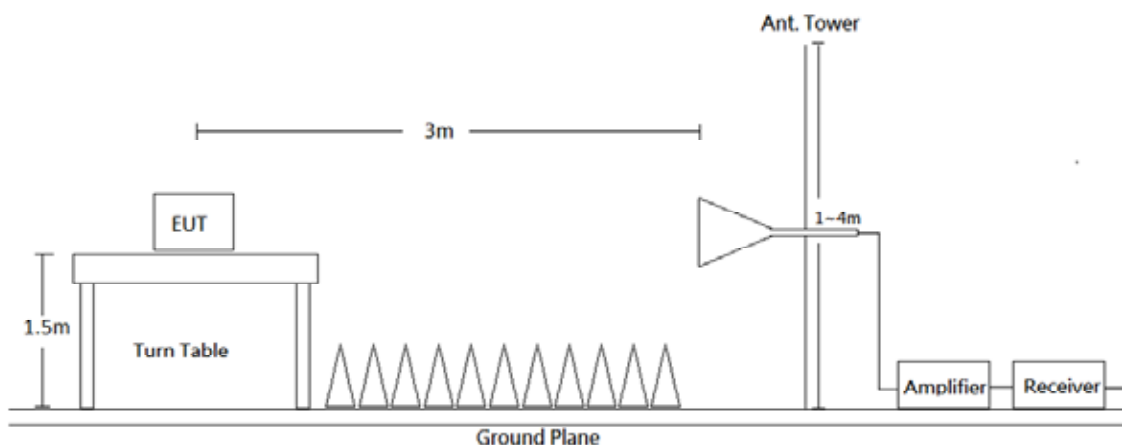 Ant. Tower
3m
EUT
1~4m
1.5m
Turn Table
Amplifier
Receiver
Ground Plane